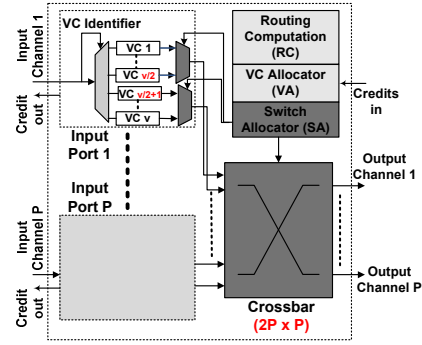 VC Identifier
Input
Channel 1
Credit
out
VC 1
VC v/2
VC v/2+1
VC v
Input
Port 1
Routing
Computation
(RC)
VC Allocator
(VA)
Switch
Allocator (SA)
Credits
in
Input
Port P
Input
Channel P
Credit
out
Output
Channel 1
Output
Channel P
Crossbar
(2P x P)